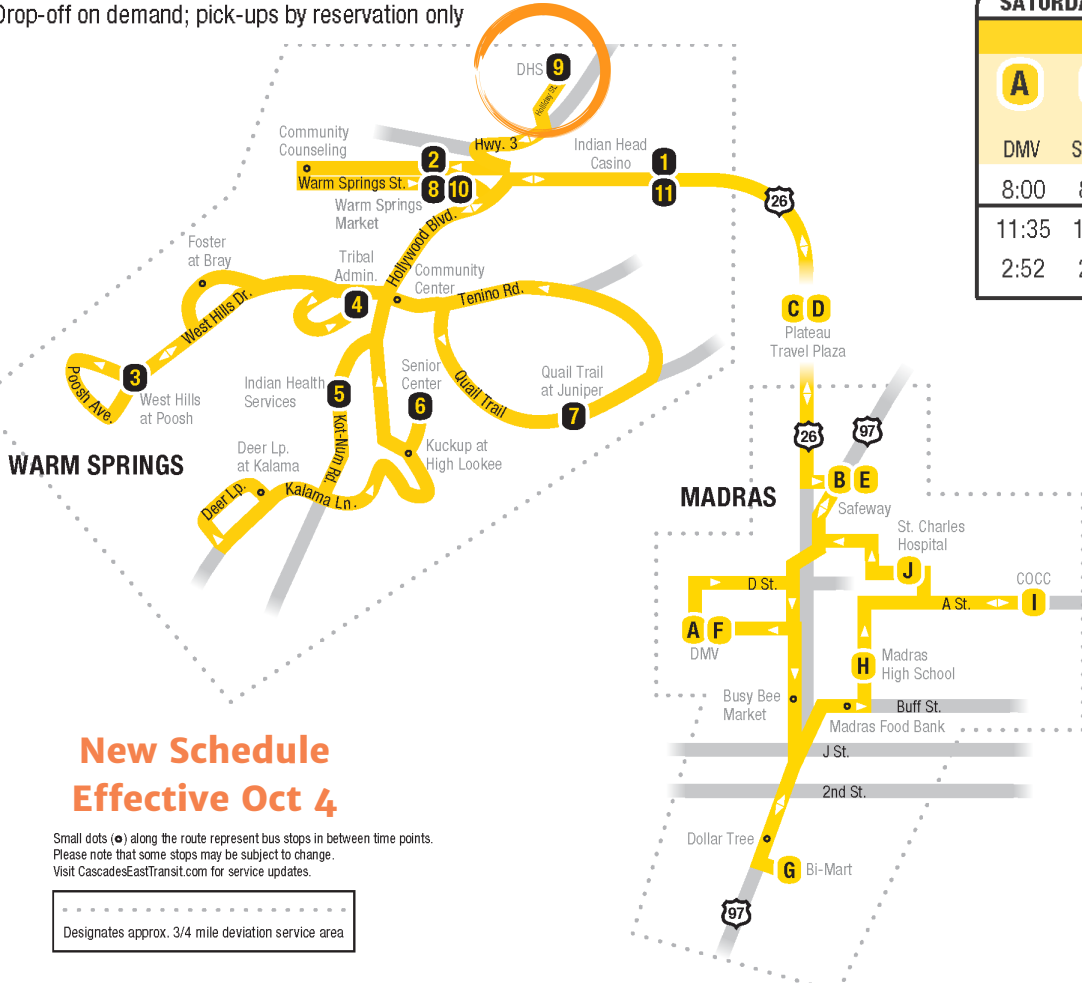 Drop-off on demand; pick-ups by reservation only
DHS 9
Holliday St.
Hwy. 3
Community
Counseling
2
Warm Springs St.
8 10
Warm Springs
Market
Indian Head
Casino
1
11
26
Hollywood Blvd.
Foster
at Bray
Tribal
Admin.
4
Community
Center
Tenino Rd.
West Hills Dr.
3
Poosh Ave.
West Hills
at Poosh
Indian Health
Services
5
Senior
Center
6
Quail Trail
Quail Trail
at Juniper
7
Kot-Num Rd.
Kuckup at
High Lookee
Deer Lp.
at Kalama
Deer Lp.
Kalama Ln.
WARM SPRINGS
C D
Plateau
Travel Plaza
26
97
MADRAS
B E
Safeway
St. Charles
Hospital
J
COCC
I
A St.
D St.
A F
DMV
H
Madras
High School
Busy Bee
Market
Buff St.
Madras Food Bank
J St.
2nd St.
Dollar Tree
G Bi-Mart
97
A
DMV
8:00
11:35
2:52
New Schedule
Effective Oct 4
Small dots ( ) along the route represent bus stops in between time points.
Please note that some stops may be subject to change.
Visit CascadesEastTransit.com for service updates.
Designates approx. 3/4 mile deviation service area